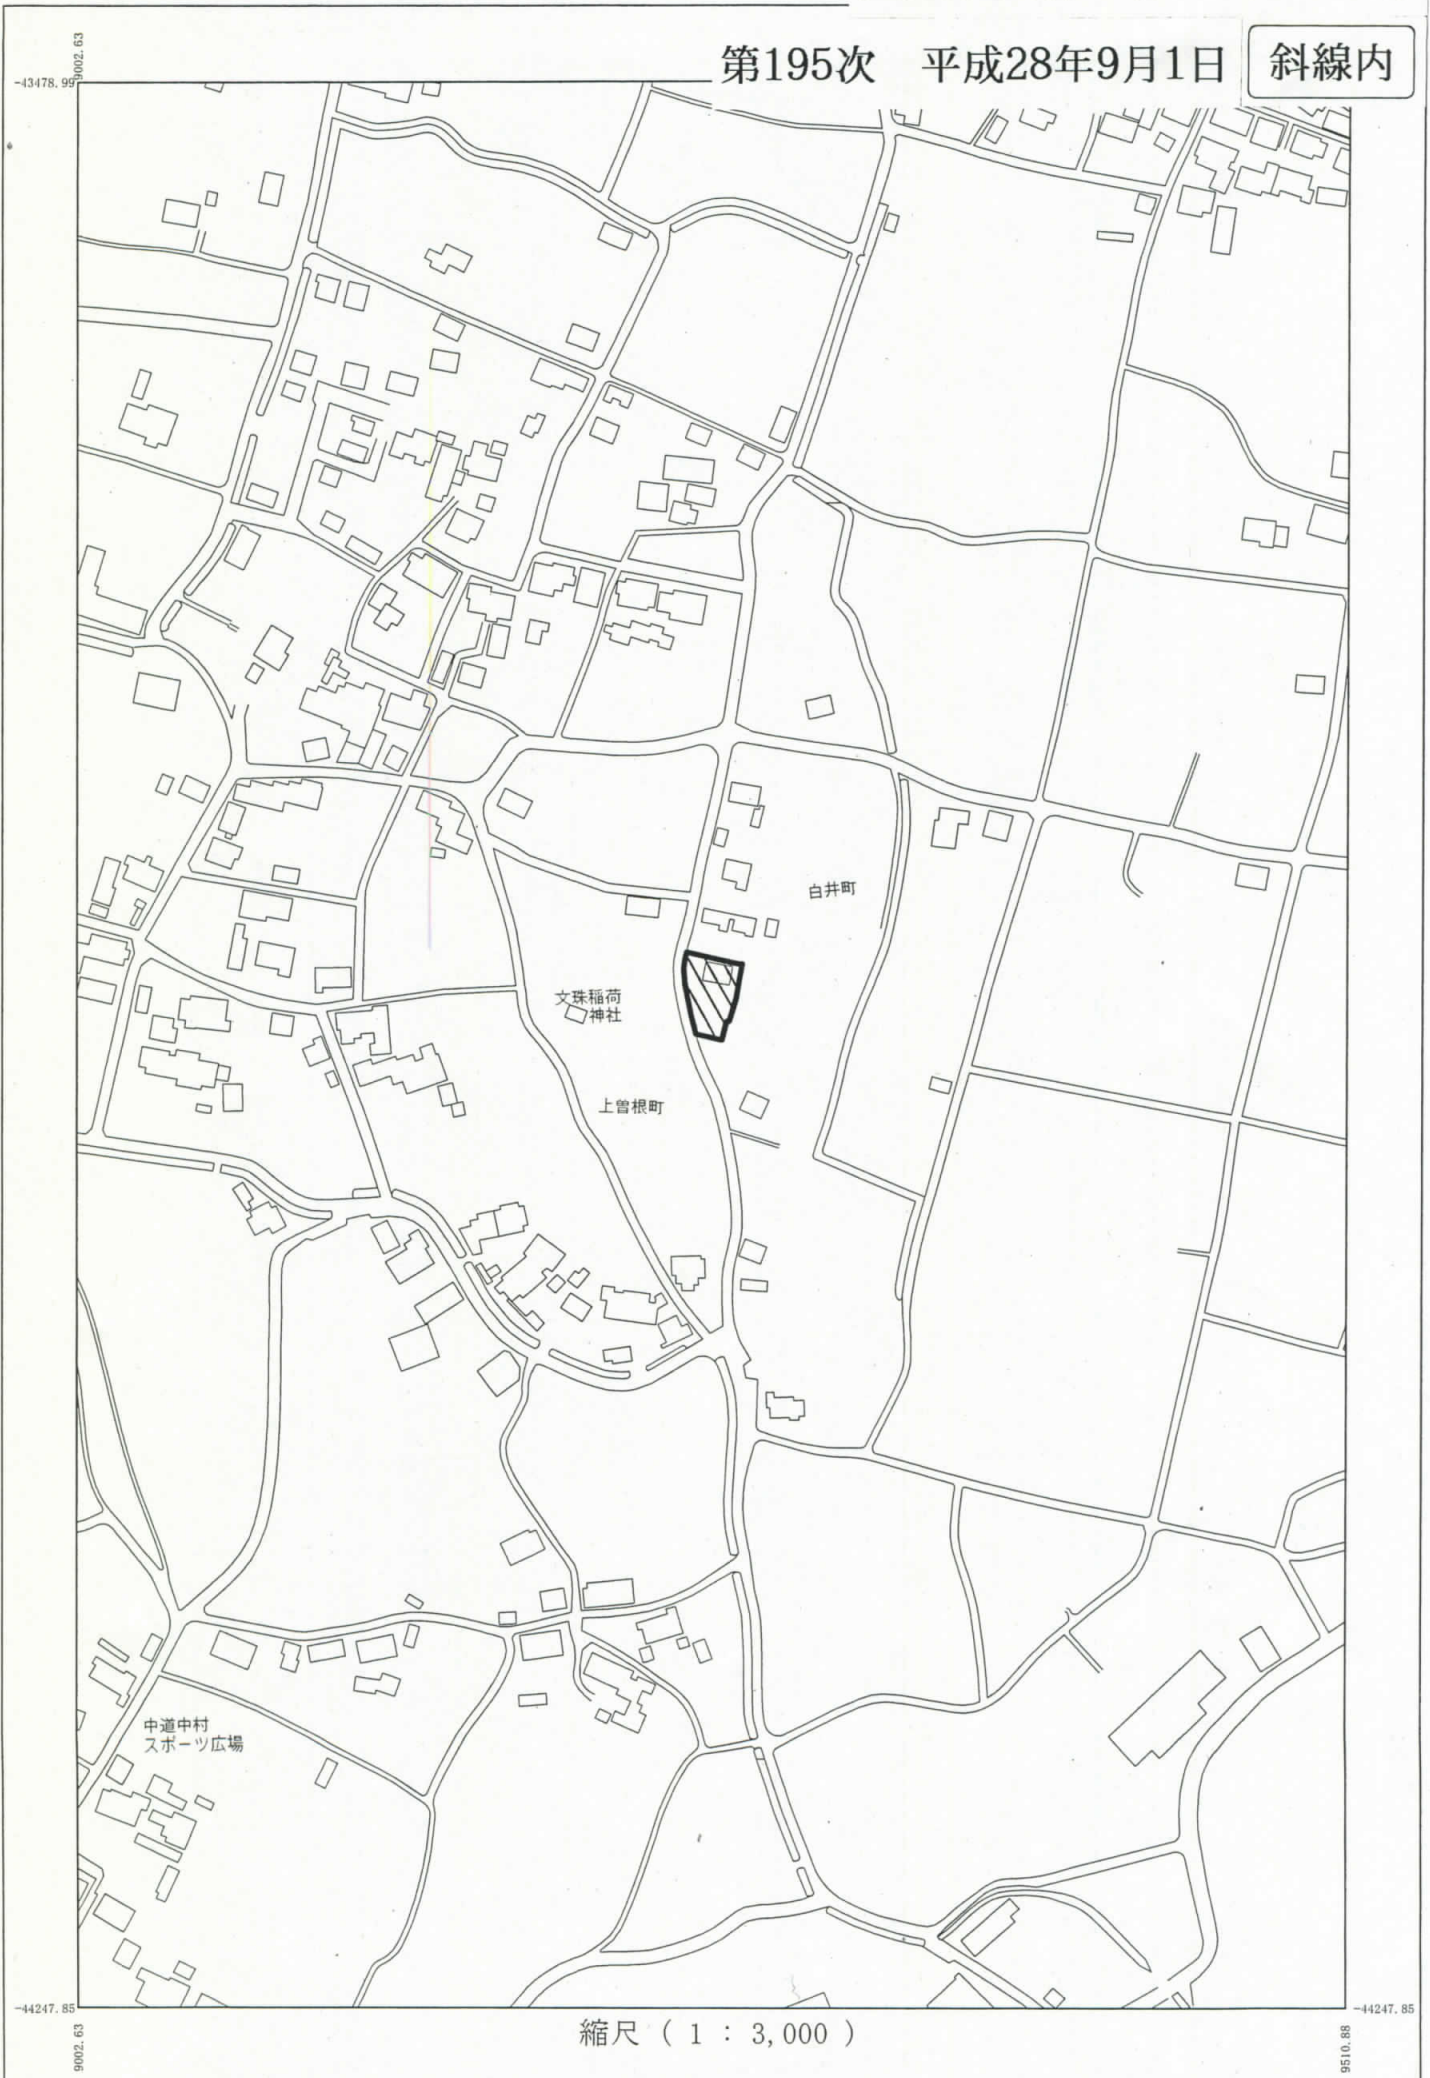 第195次　平成28年9月1日
斜線内
9002.63
-43478.99
白井町
文珠稲荷
神社
上曽根町
中道中村
スポーツ広場
-44247.85
-44247.85
9002.63
縮尺 ( 1 : 3,000 )
9510.88